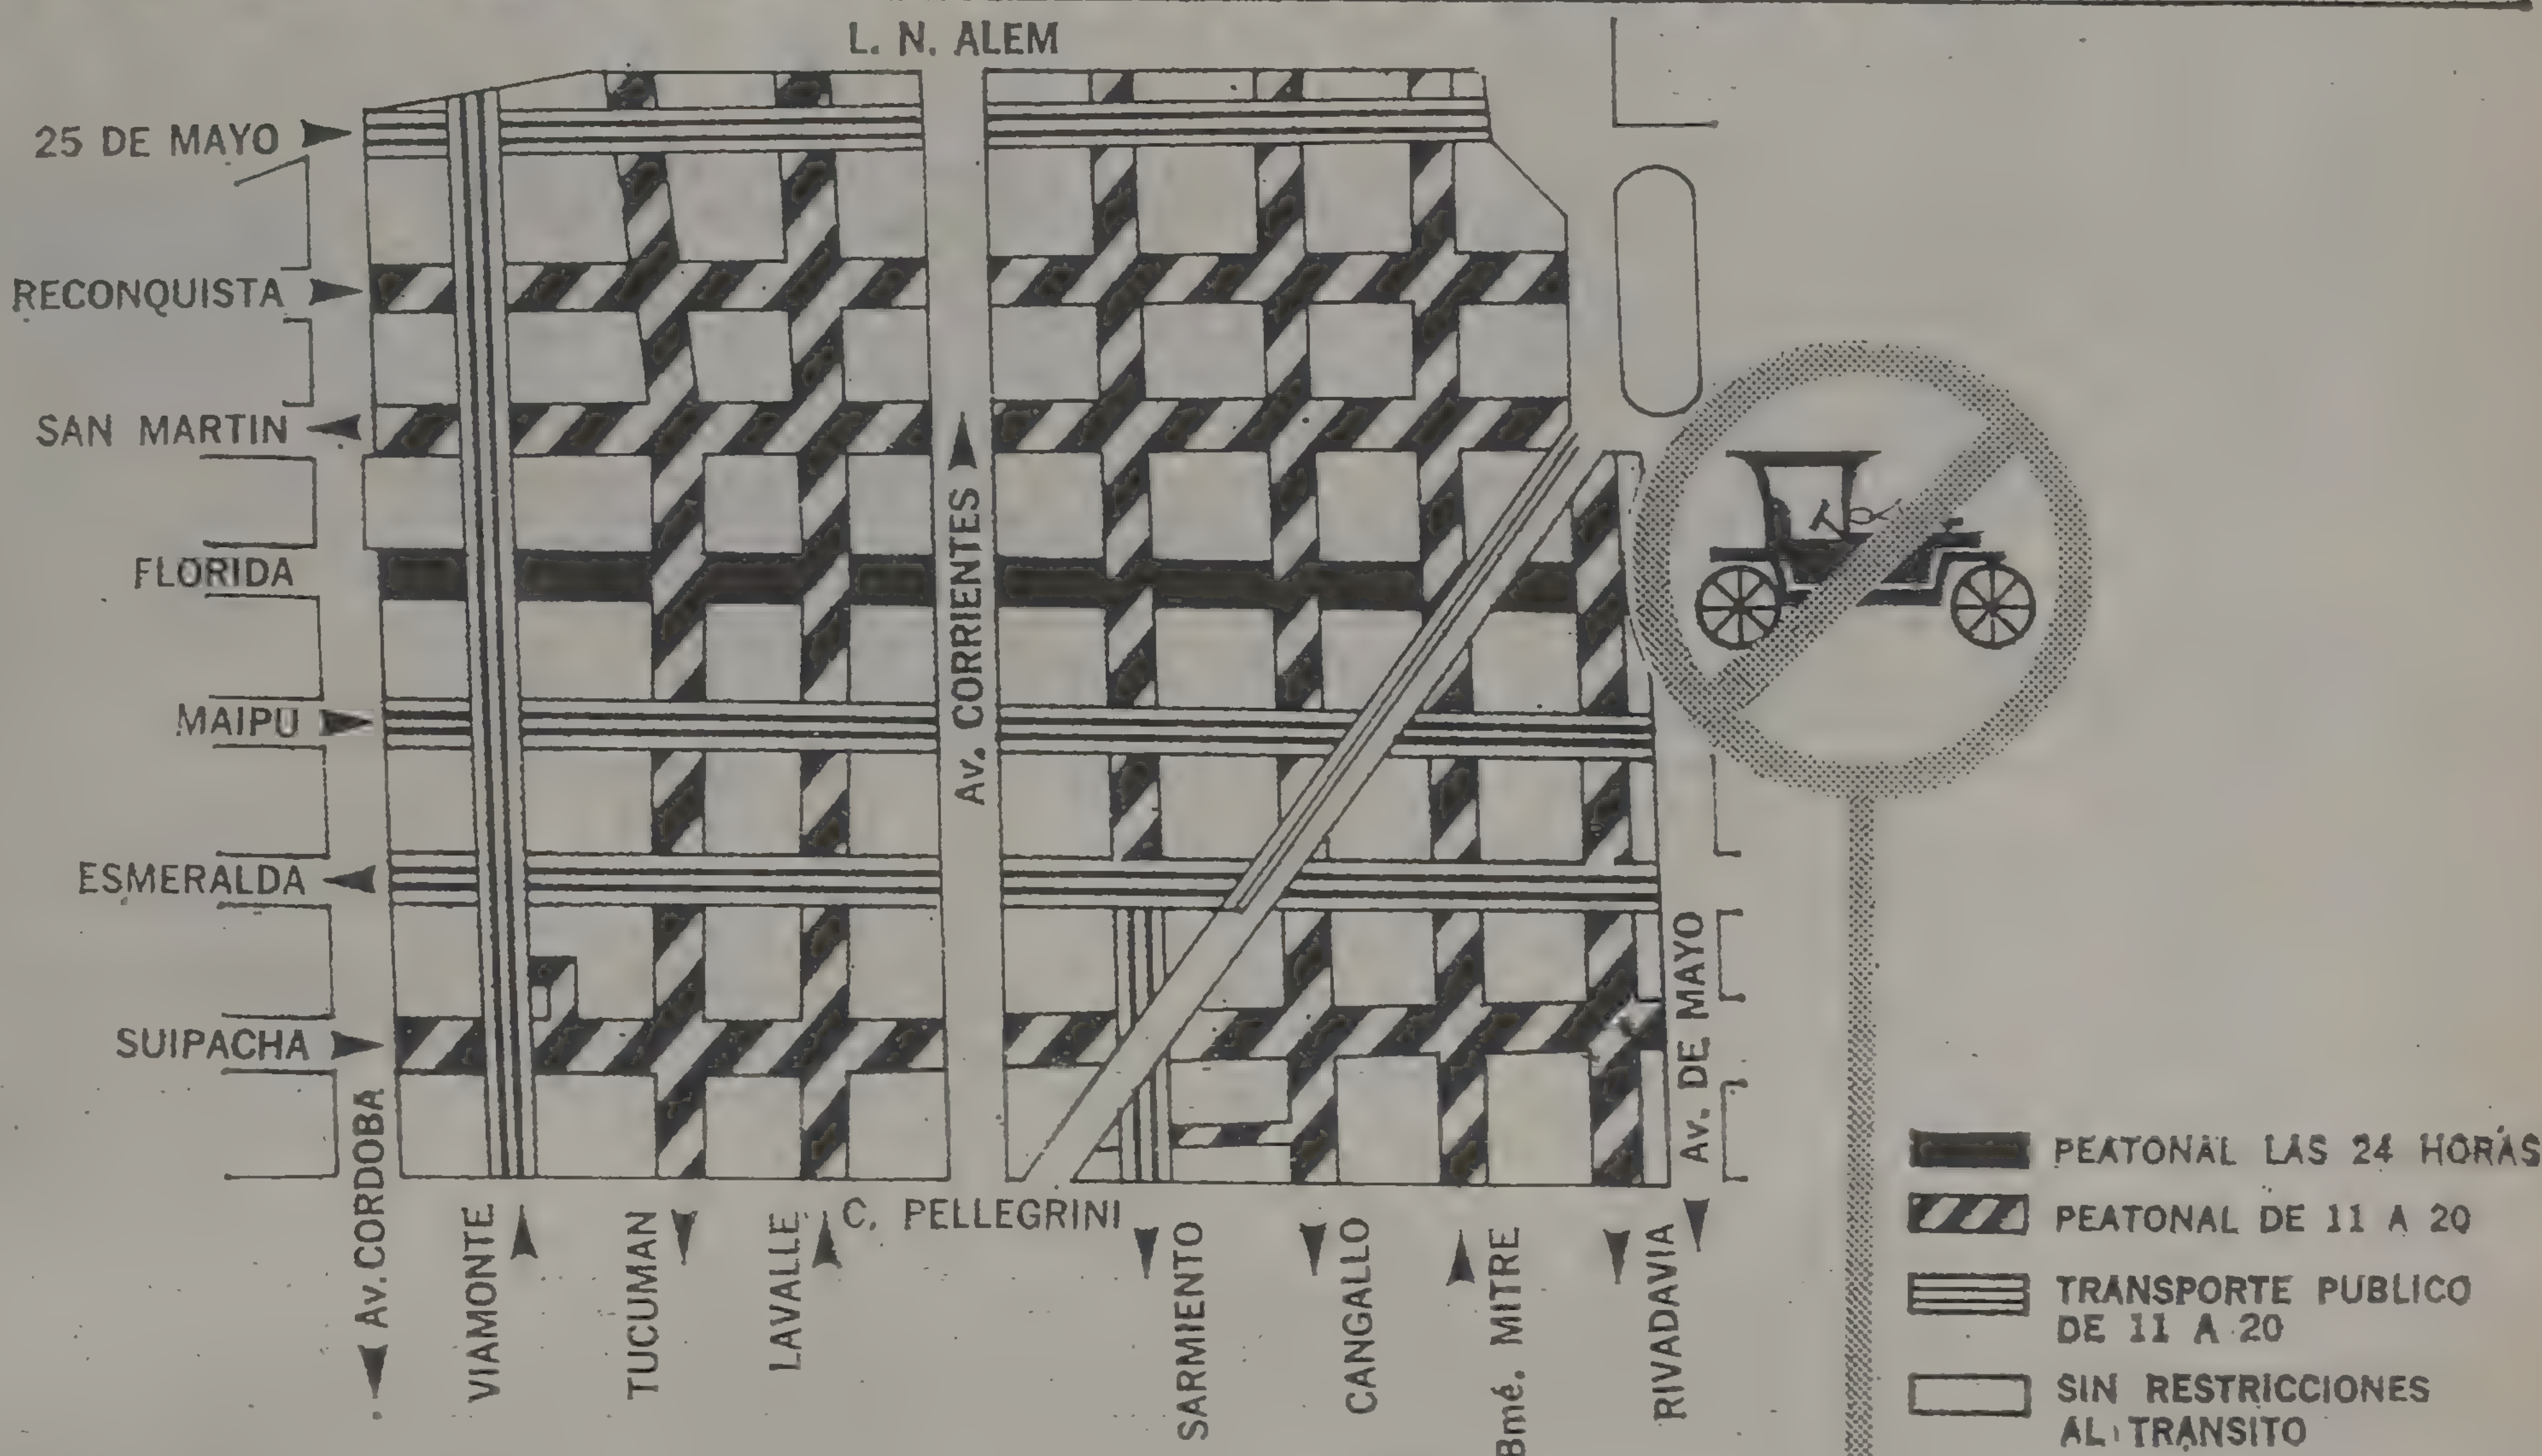 L. N. ALEM
25 DE MAYO
RECONQUISTA
SAN MARTIN
FLORIDA
MAIPU
ESMERALDA
SUIPACHA
Av. CORRIENTES
Av. DE MAYO
Av. CORDOBA
VIAMONTE
TUCUMAN
LAVALLE
C. PELLEGRINI
SARMIENTO
CANGALLO
Bmé. MITRE
RIVADAVIA
PEATONAL LAS 24 HORAS
PEATONAL DE 11 A 20
TRANSPORTE PUBLICO
DE 11 A 20
SIN RESTRICCIONES
AL TRANSITO